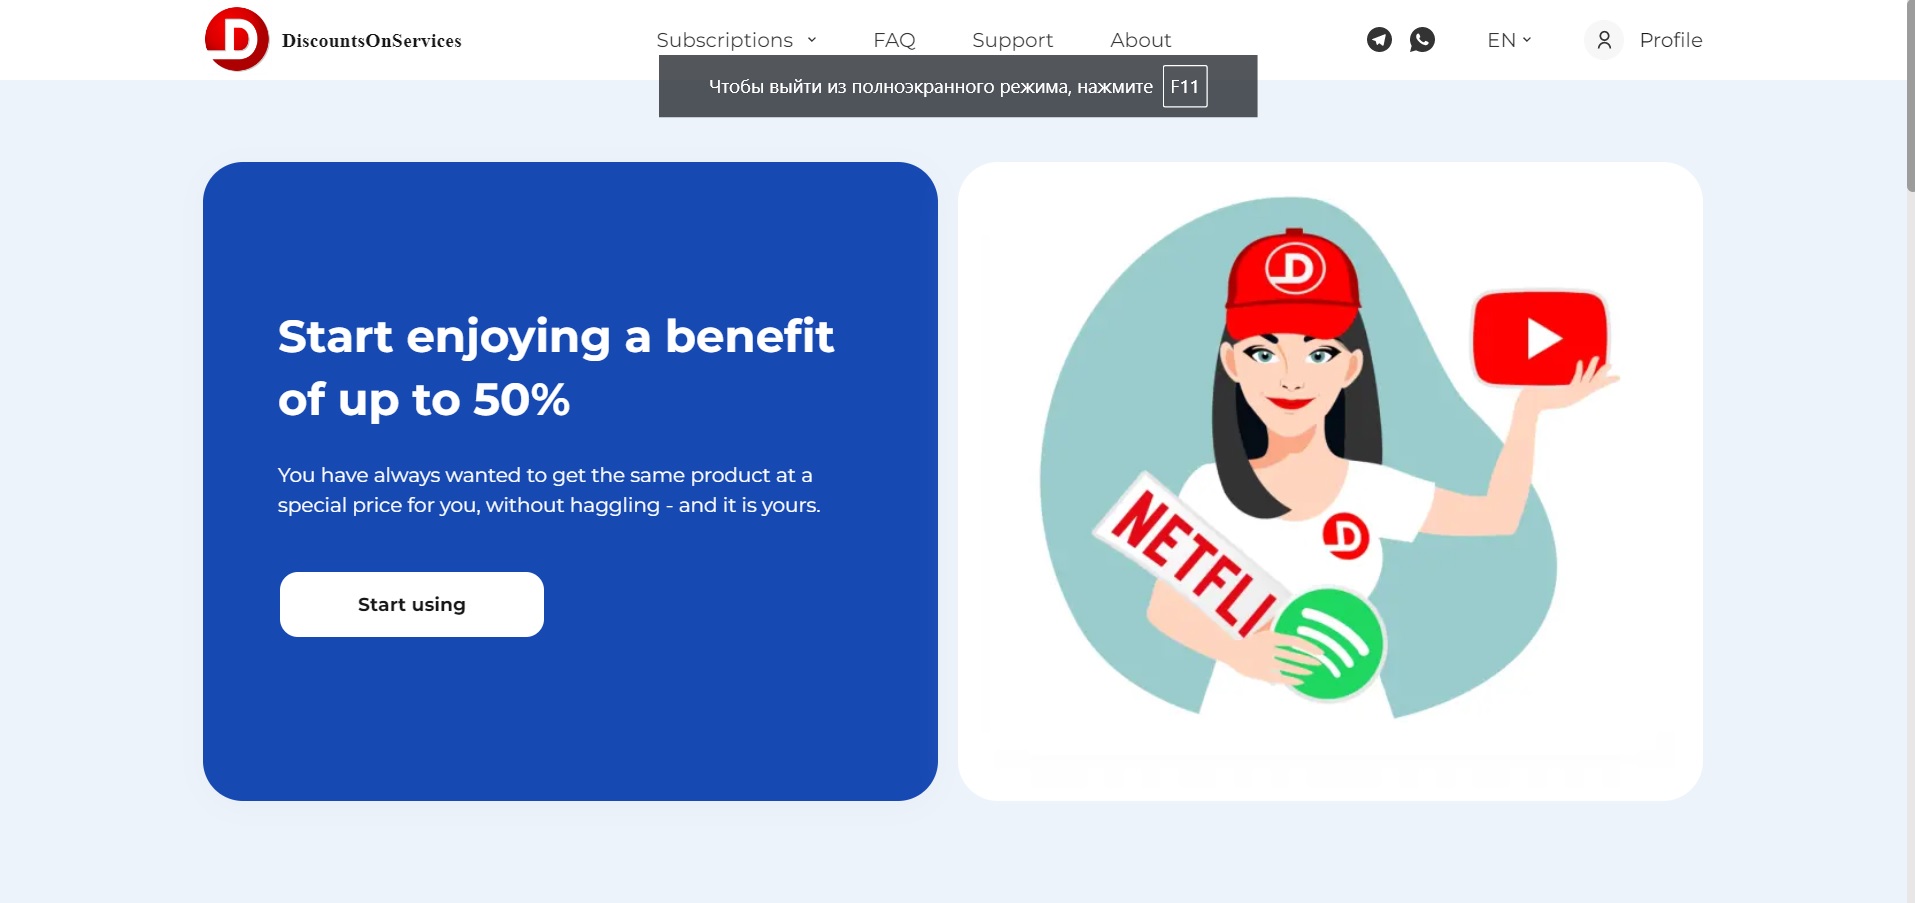 DiscountsOnServices
Subscriptions
FAQ
Support
About
EN
Profile
Чтобы выйти из полноэкранного режима, нажмите F11
Start enjoying a benefit
of up to 50%
You have always wanted to get the same product at a
special price for you, without haggling - and it is yours.
Start using
D
D
NETFLI